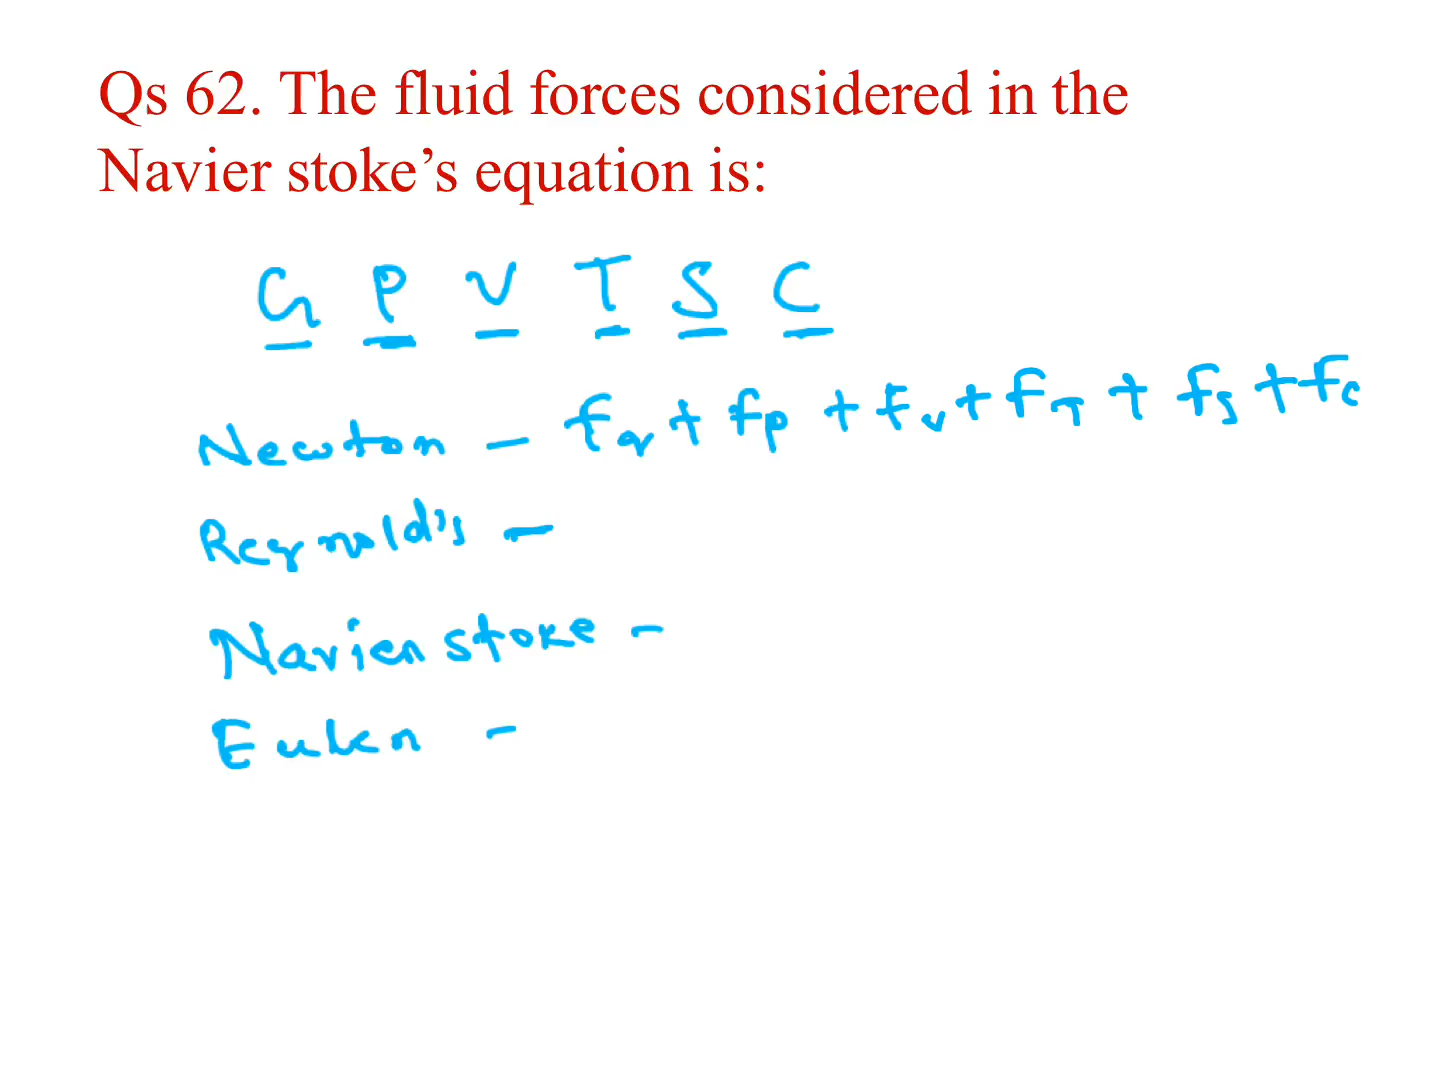 Qs 62. The fluid forces considered in the
Navier stoke’s equation is:
G P V T S C
Newton - Fg + Fp + Fv + FT + Fs + Fc
Reynold's -
Navier stoke -
Euler -